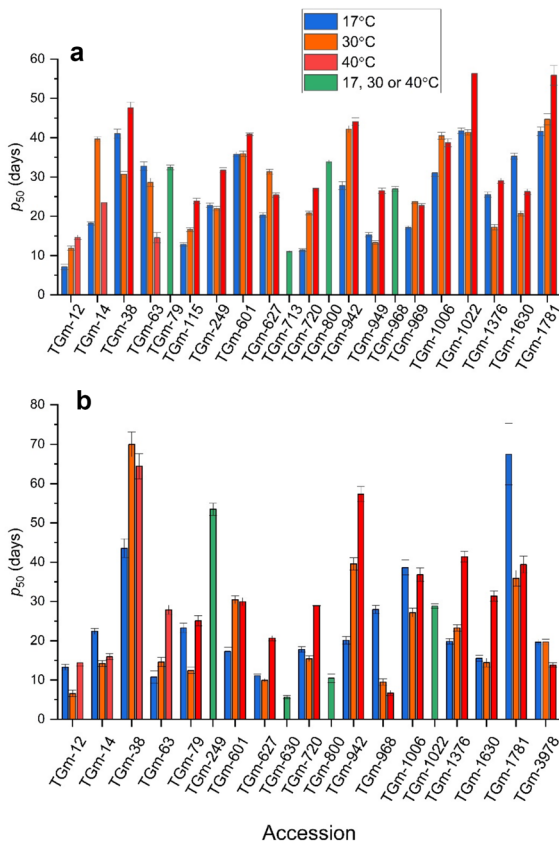 a
17°C
30°C
40°C
17, 30 or 40°C
p50 (days)
60
50
40
30
20
10
0
TGm-12
TGm-14
TGm-38
TGm-63
TGm-79
TGm-115
TGm-249
TGm-601
TGm-627
TGm-713
TGm-720
TGm-800
TGm-942
TGm-949
TGm-968
TGm-969
TGm-1006
TGm-1022
TGm-1376
TGm-1630
TGm-1781
b
p50 (days)
80
70
60
50
40
30
20
10
0
TGm-12
TGm-14
TGm-38
TGm-63
TGm-79
TGm-249
TGm-601
TGm-627
TGm-630
TGm-720
TGm-800
TGm-942
TGm-968
TGm-1006
TGm-1022
TGm-1376
TGm-1630
TGm-1781
TGm-3978
Accession